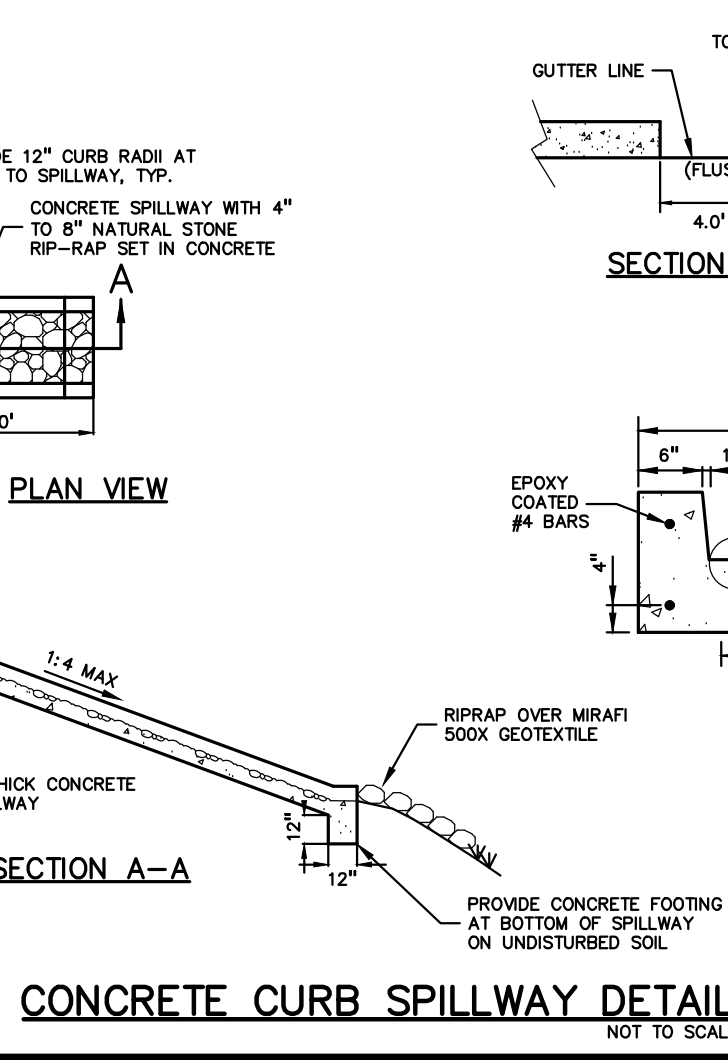 TO
GUTTER LINE
(FLUS
4.0'
SECTION
DE 12" CURB RADII AT
TO SPILLWAY, TYP.
CONCRETE SPILLWAY WITH 4"
TO 8" NATURAL STONE
RIP-RAP SET IN CONCRETE
A
0'
PLAN VIEW
6"
1
EPOXY
COATED
#4 BARS
4"
1:4 MAX
RIPRAP OVER MIRAFI
500X GEOTEXTILE
HICK CONCRETE
LWAY
12"
12"
SECTION A-A
PROVIDE CONCRETE FOOTING
AT BOTTOM OF SPILLWAY
ON UNDISTURBED SOIL
CONCRETE CURB SPILLWAY DETAIL
NOT TO SCAL